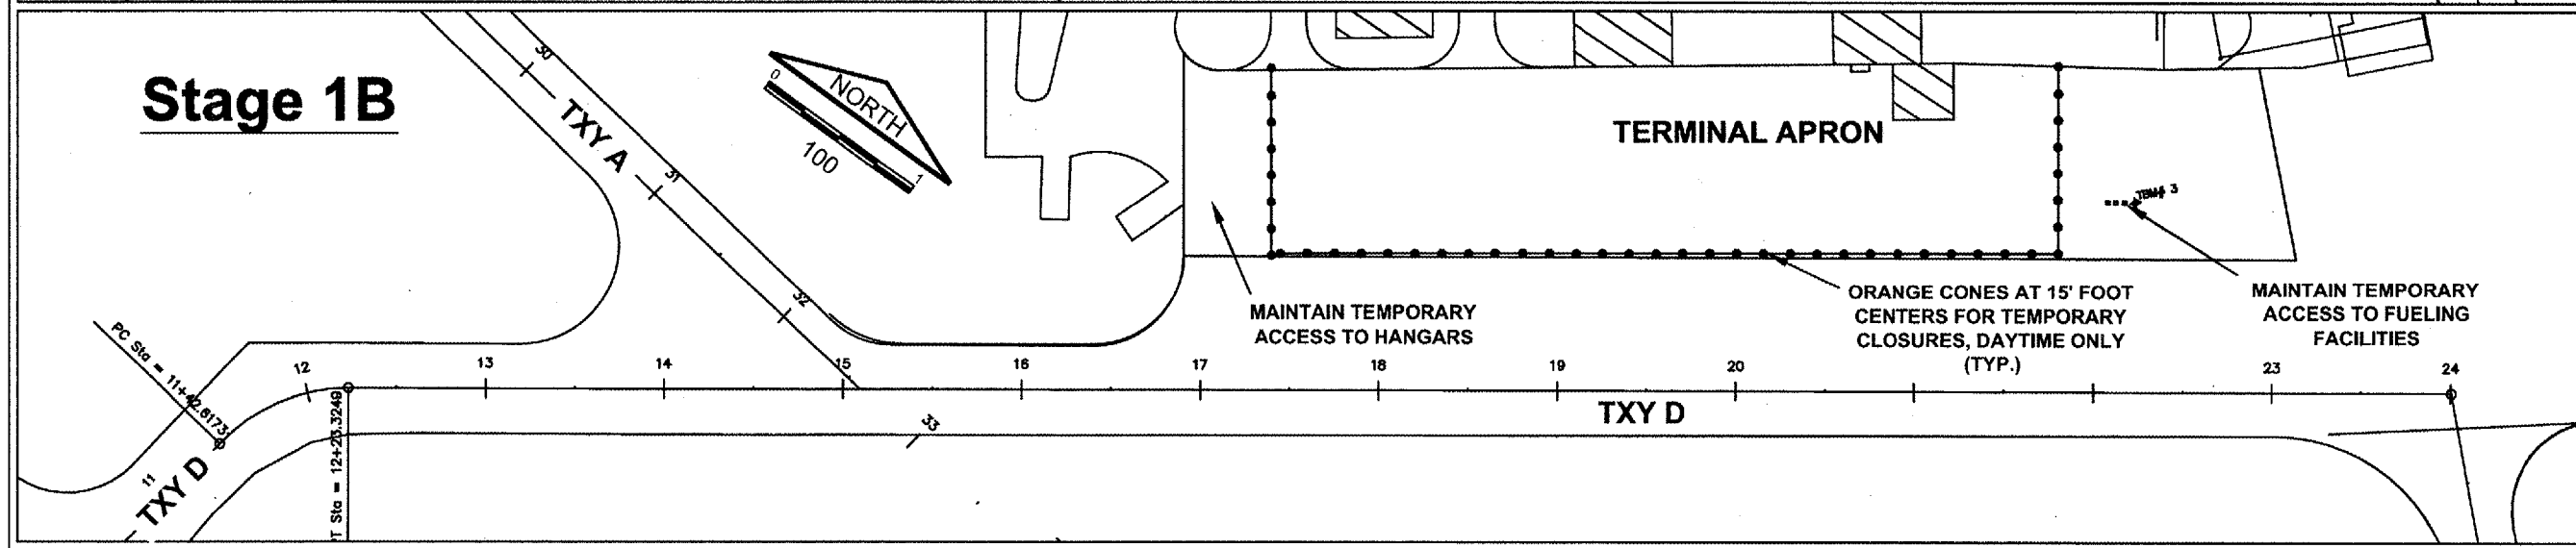 Stage 1B
30
TXY A
31
32
0
NORTH
100
1
TERMINAL APRON
MAINTAIN TEMPORARY
ACCESS TO HANGARS
ORANGE CONES AT 15' FOOT
CENTERS FOR TEMPORARY
CLOSURES, DAYTIME ONLY
(TYP.)
MAINTAIN TEMPORARY
ACCESS TO FUELING
FACILITIES
PC Sta = 11+42.6173
12
13
14
15
16
17
18
19
20
23
24
TXY D
33
11
TXY D
Sta = 12+23.3249